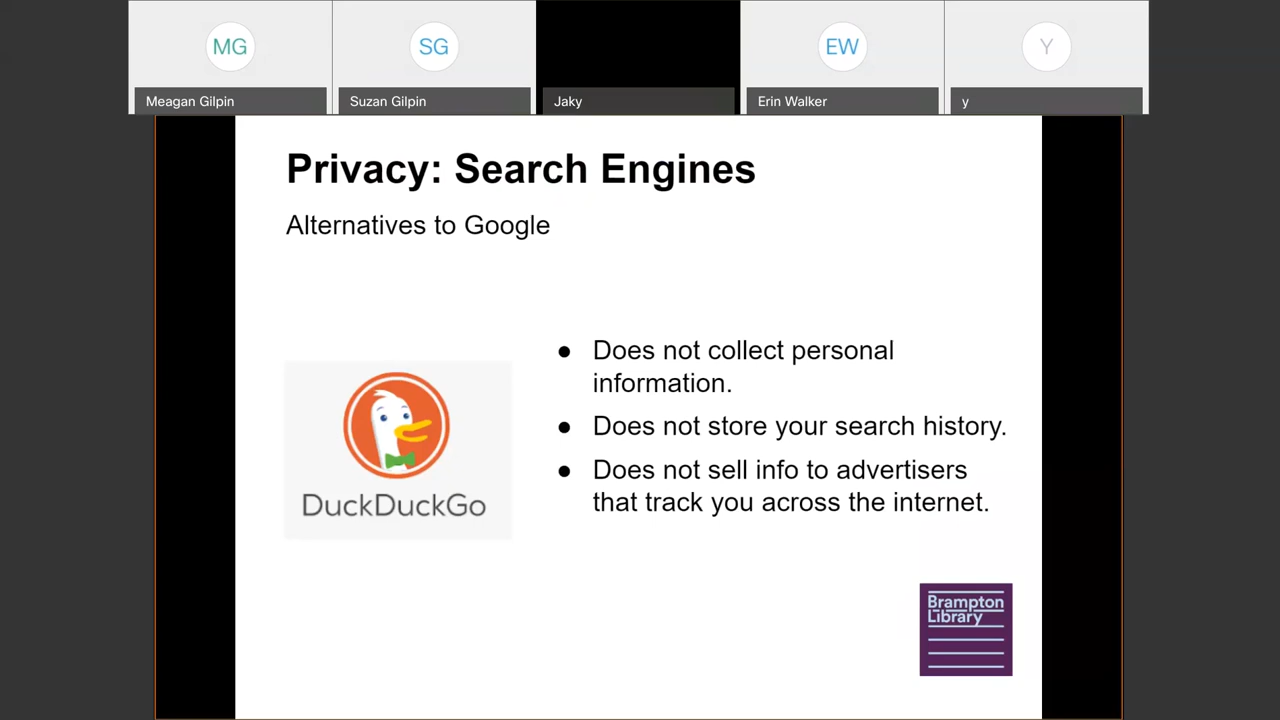 MG
SG
EW
Y
Meagan Gilpin
Suzan Gilpin
Jaky
Erin Walker
y
Privacy: Search Engines
Alternatives to Google
● Does not collect personal
information.
● Does not store your search history.
● Does not sell info to advertisers
that track you across the internet.
DuckDuckGo
Brampton
Library